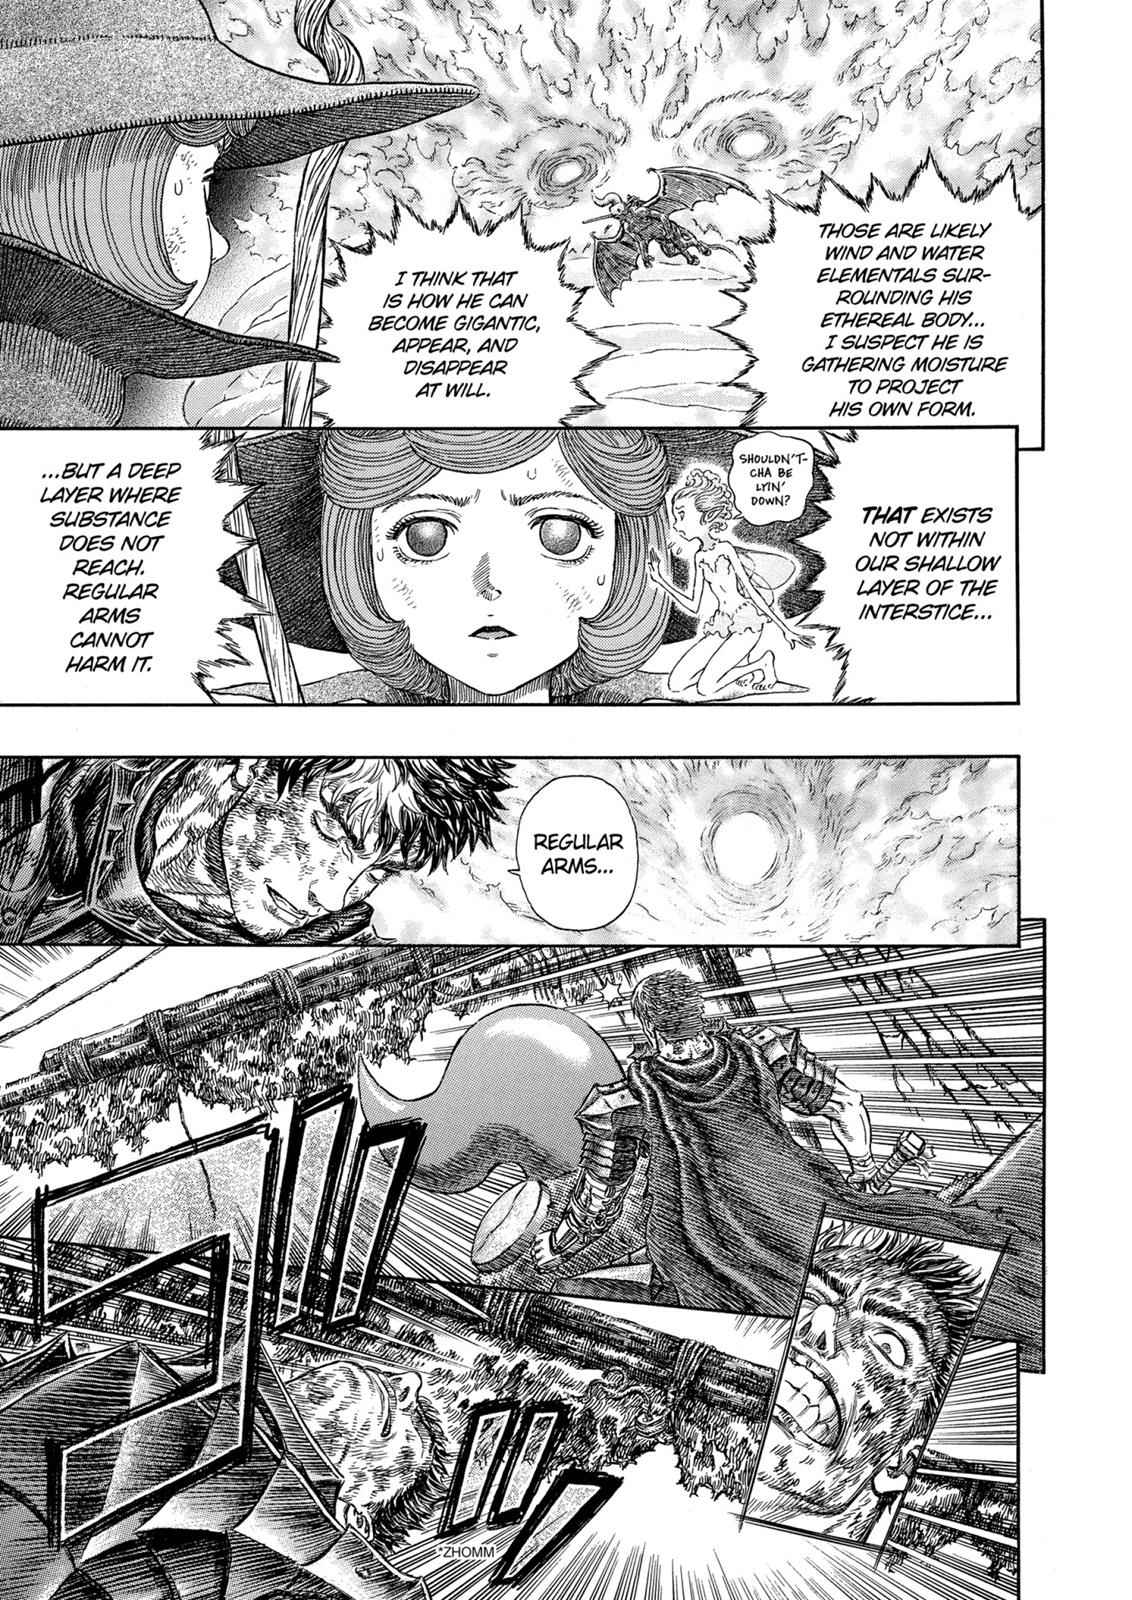 THOSE ARE LIKELY
WIND AND WATER
ELEMENTALS SUR-
ROUNDING HIS
ETHEREAL BODY...
I SUSPECT HE IS
GATHERING MOISTURE
TO PROJECT
HIS OWN FORM.
I THINK THAT
IS HOW HE CAN
BECOME GIGANTIC,
APPEAR, AND
DISAPPEAR
AT WILL.
THAT EXISTS
NOT WITHIN
OUR SHALLOW
LAYER OF THE
INTERSTICE...
SHOULDN'T-
CHA BE
LYIN'
DOWN?
...BUT A DEEP
LAYER WHERE
SUBSTANCE
DOES NOT
REACH.
REGULAR
ARMS
CANNOT
HARM IT.
REGULAR
ARMS...
*ZHOMM